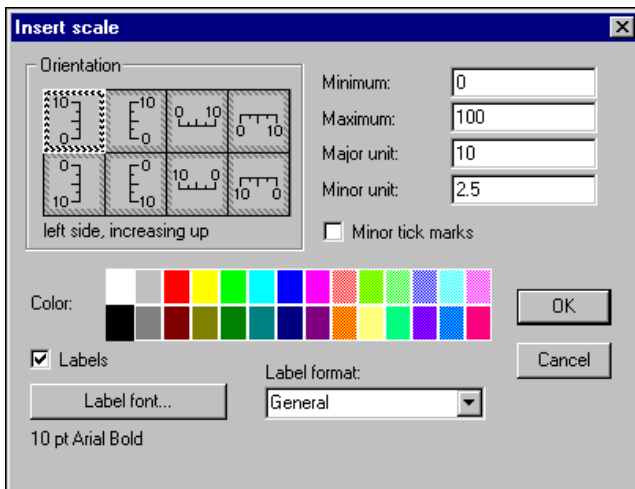 Insert scale
Orientation
10 10 0 10
0 0 0 10
0 0 10 0
10 10 10 0
left side, increasing up
Minimum: 0
Maximum: 100
Major unit: 10
Minor unit: 2.5
Minor tick marks
Color:
OK
Labels
Cancel
Label format:
Label font...
General
10 pt Arial Bold